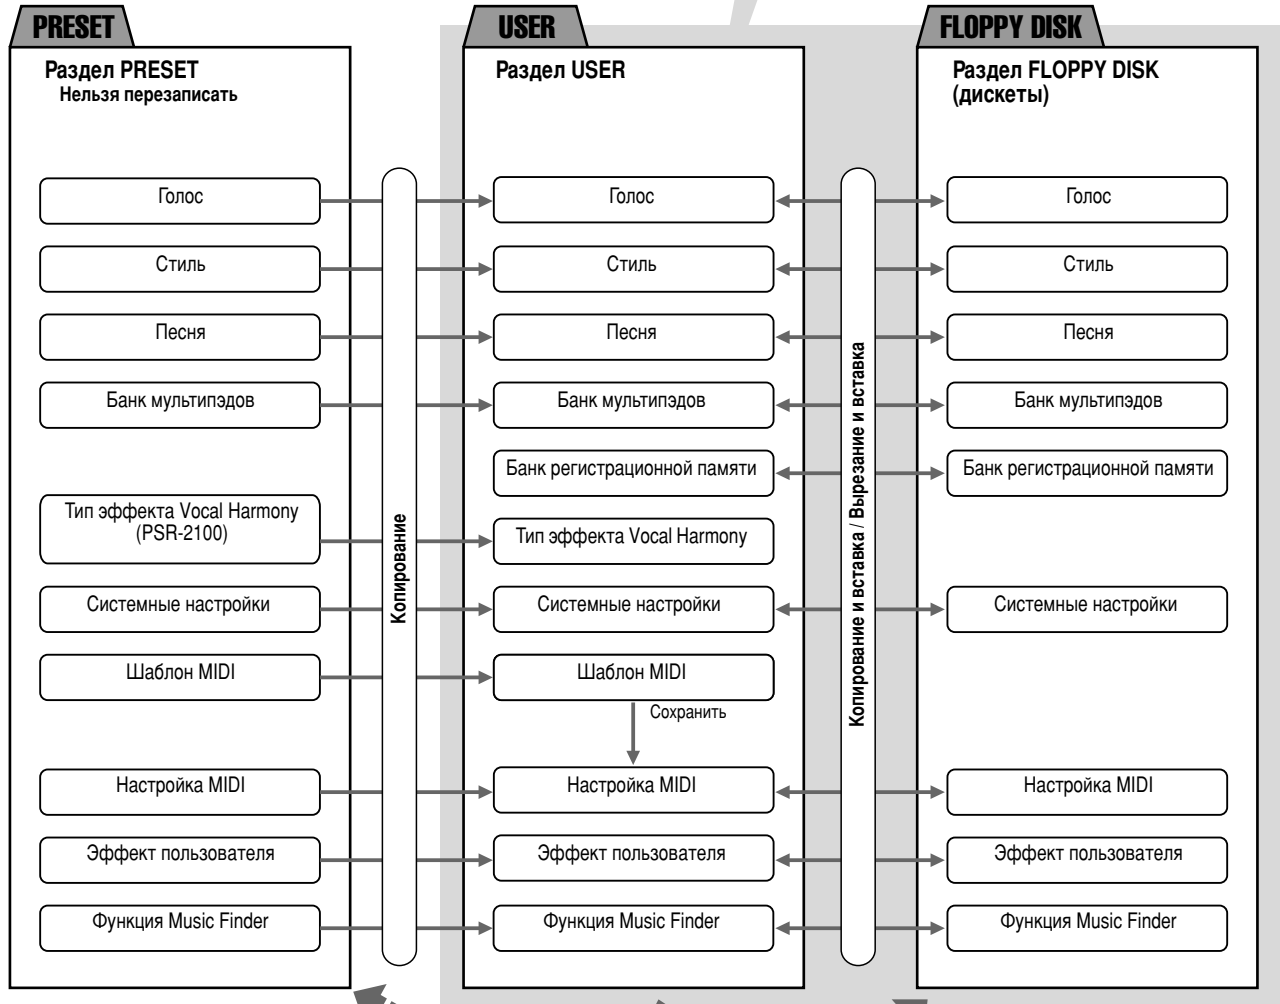 PRESET
Раздел PRESET
Нельзя перезаписать
Голос
Стиль
Песня
Банк мультипэдов
Тип эффекта Vocal Harmony
(PSR-2100)
Системные настройки
Шаблон MIDI
Настройка MIDI
Эффект пользователя
Функция Music Finder
Копирование
USER
Раздел USER
Голос
Стиль
Песня
Банк мультипэдов
Банк регистрационной памяти
Тип эффекта Vocal Harmony
Системные настройки
Шаблон MIDI
Сохранить
Настройка MIDI
Эффект пользователя
Функция Music Finder
Копирование и вставка / Вырезание и вставка
FLOPPY DISK
Раздел FLOPPY DISK
(дискеты)
Голос
Стиль
Песня
Банк мультипэдов
Банк регистрационной памяти
Системные настройки
Настройка MIDI
Эффект пользователя
Функция Music Finder